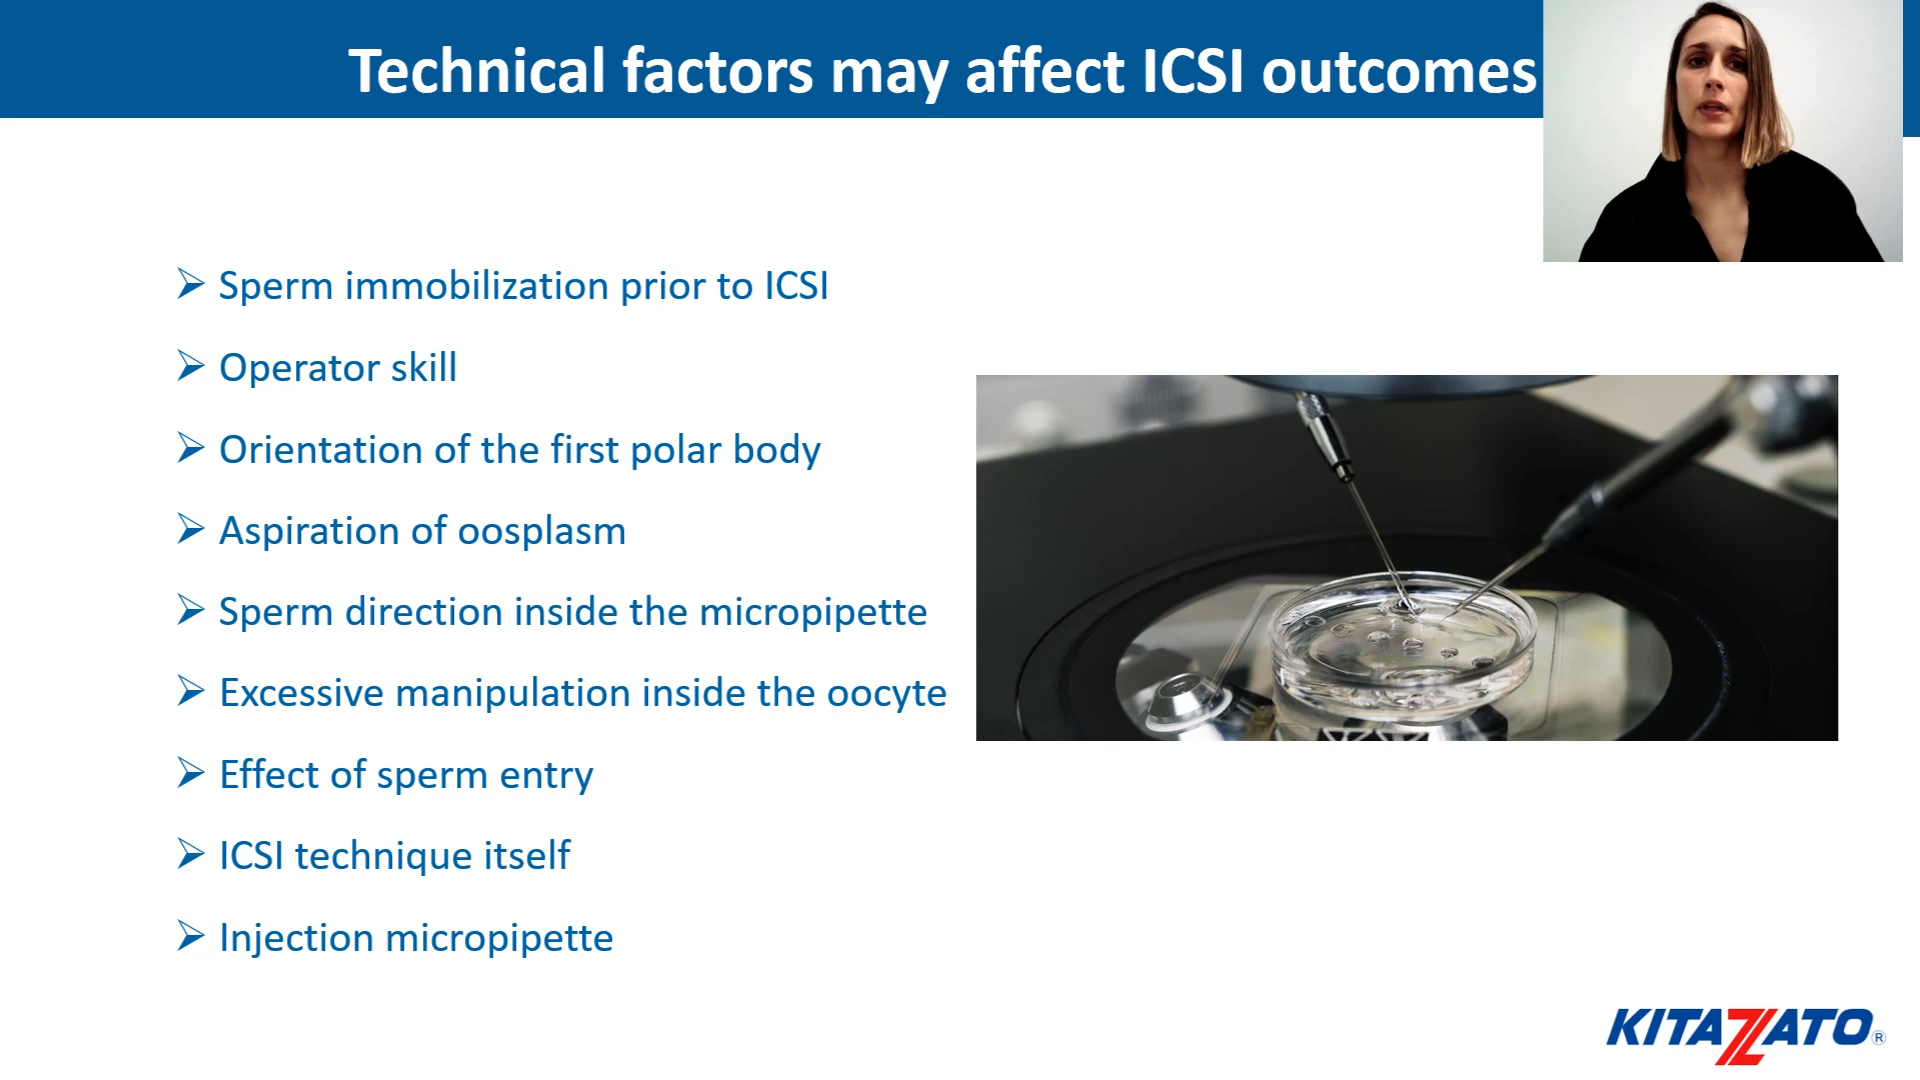 Technical factors may affect ICSI outcomes
Sperm immobilization prior to ICSI
Operator skill
Orientation of the first polar body
Aspiration of oosplasm
Sperm direction inside the micropipette
Excessive manipulation inside the oocyte
Effect of sperm entry
ICSI technique itself
Injection micropipette
KITAZATO®